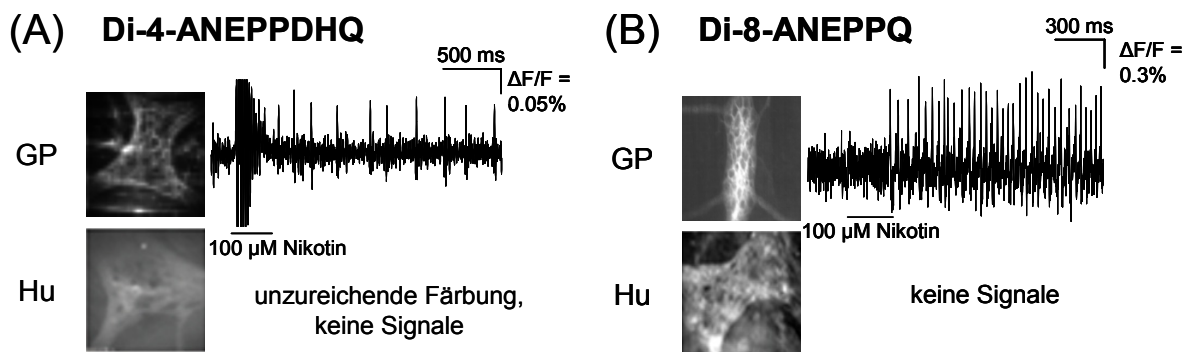 (A) Di-4-ANEPPDHQ
500 ms
ΔF/F =
0.05%
GP
100 µM Nikotin
Hu
unzureichende Färbung,
keine Signale
(B) Di-8-ANEPPQ
300 ms
ΔF/F =
0.3%
GP
100 µM Nikotin
Hu
keine Signale